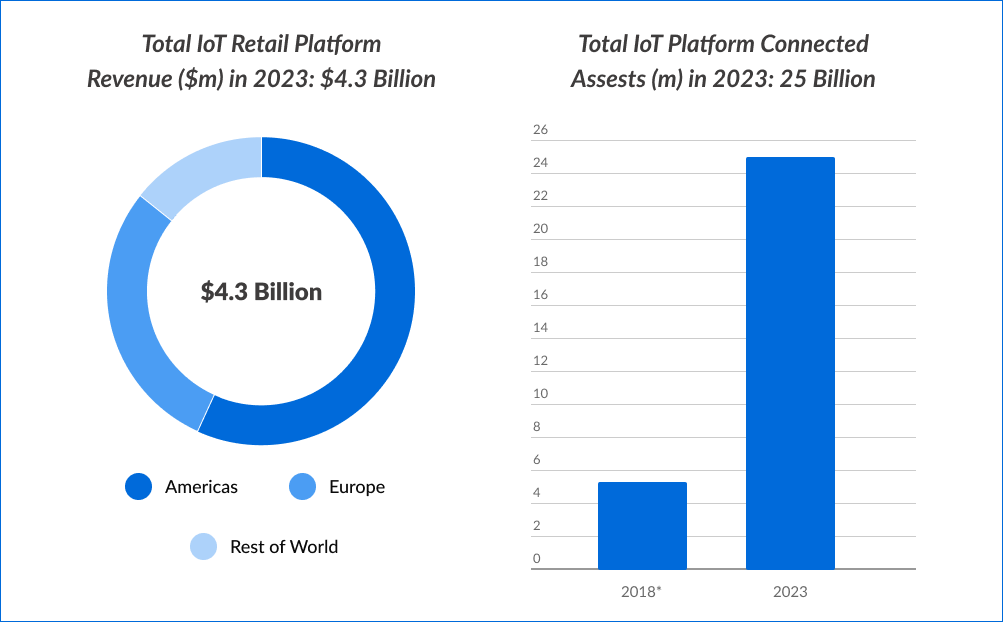 Total IoT Retail Platform
Revenue ($m) in 2023: $4.3 Billion
$4.3 Billion
Americas
Europe
Rest of World
Total IoT Platform Connected
Assests (m) in 2023: 25 Billion
26
24
22
20
18
16
14
12
10
8
6
4
2
0
2018*
2023